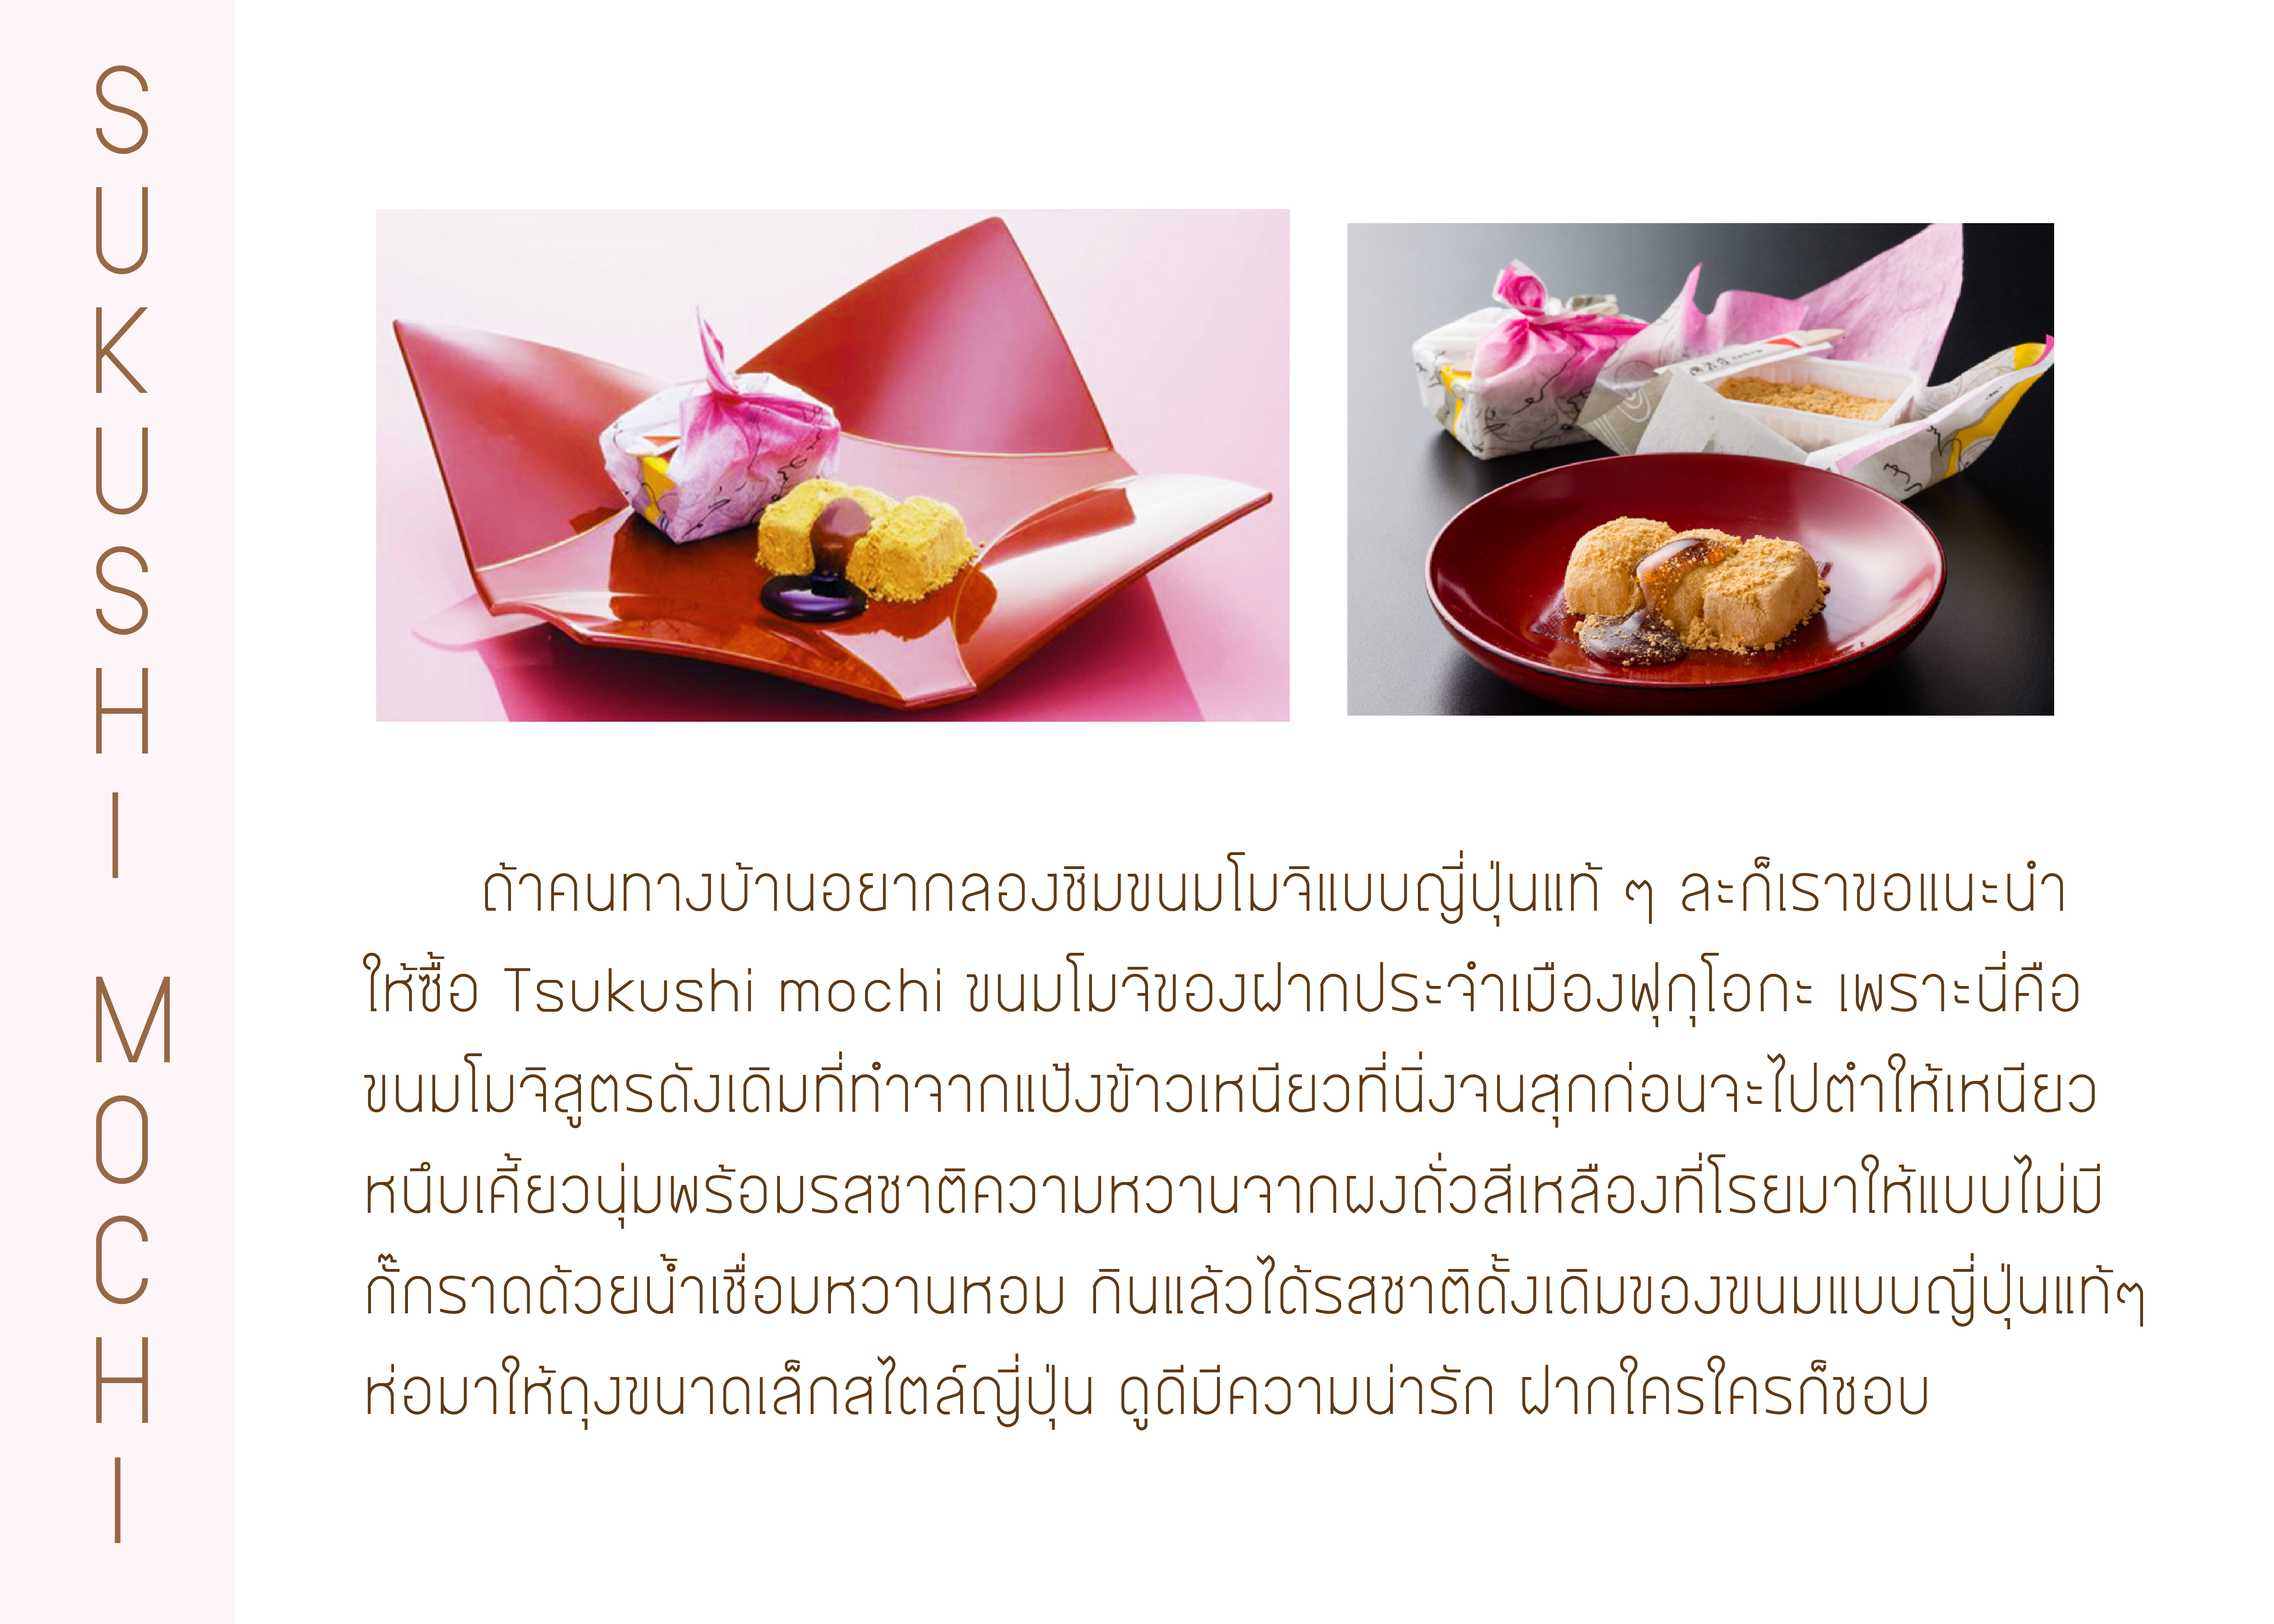 SUKUSHI MOCHI
ถ้าคนทางบ้านอยากลองชิมขนมโมจิแบบญี่ปุ่นแท้ ๆ ละก็เราขอแนะนำ
ให้ซื้อ Tsukushi mochi ขนมโมจิของฝากประจำเมืองฟุกุโอกะ เพราะนี่คือ
ขนมโมจิสูตรดังเดิมที่ทำจากแป้งข้าวเหนียวที่นิ่งจนสุกก่อนจะไปตำให้เหนียว
หนึบเคี้ยวนุ่มพร้อมรสชาติความหวานจากผงถั่วสีเหลืองที่โรยมาให้แบบไม่มี
กั๊กราดด้วยน้ำเชื่อมหวานหอม กินแล้วได้รสชาติดั้งเดิมของขนมแบบญี่ปุ่นแท้ๆ
ห่อมาให้ถุงขนาดเล็กสไตล์ญี่ปุ่น ดูดีมีความน่ารัก ฝากใครใครก็ชอบ